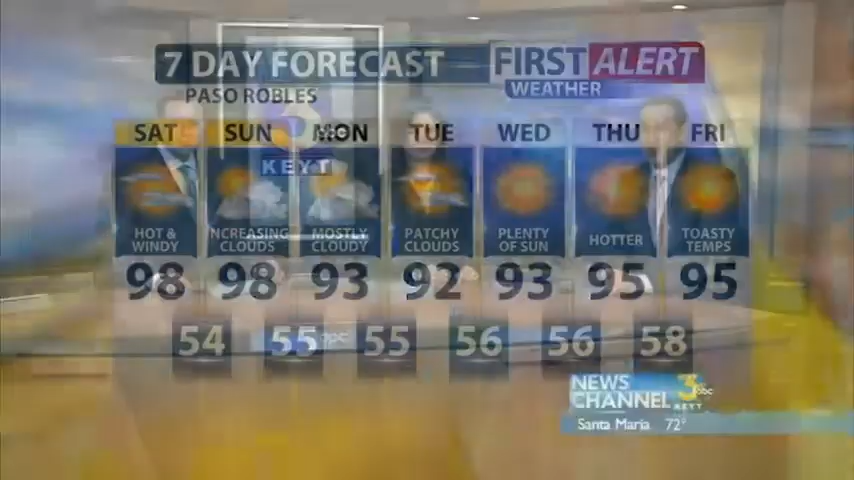 7 DAY FORECAST
FIRST ALERT
WEATHER
PASO ROBLES
SAT SUN MON TUE WED THU FRI
KEYT
HOT & WINDY
INCREASING CLOUDS
MOSTLY CLOUDY
PATCHY CLOUDS
PLENTY OF SUN
HOTTER
TOASTY TEMPS
98 98 93 92 93 95 95
54 55 55 56 56 58
NEWS
CHANNEL 3 abc
KEYT
Santa Maria 72°